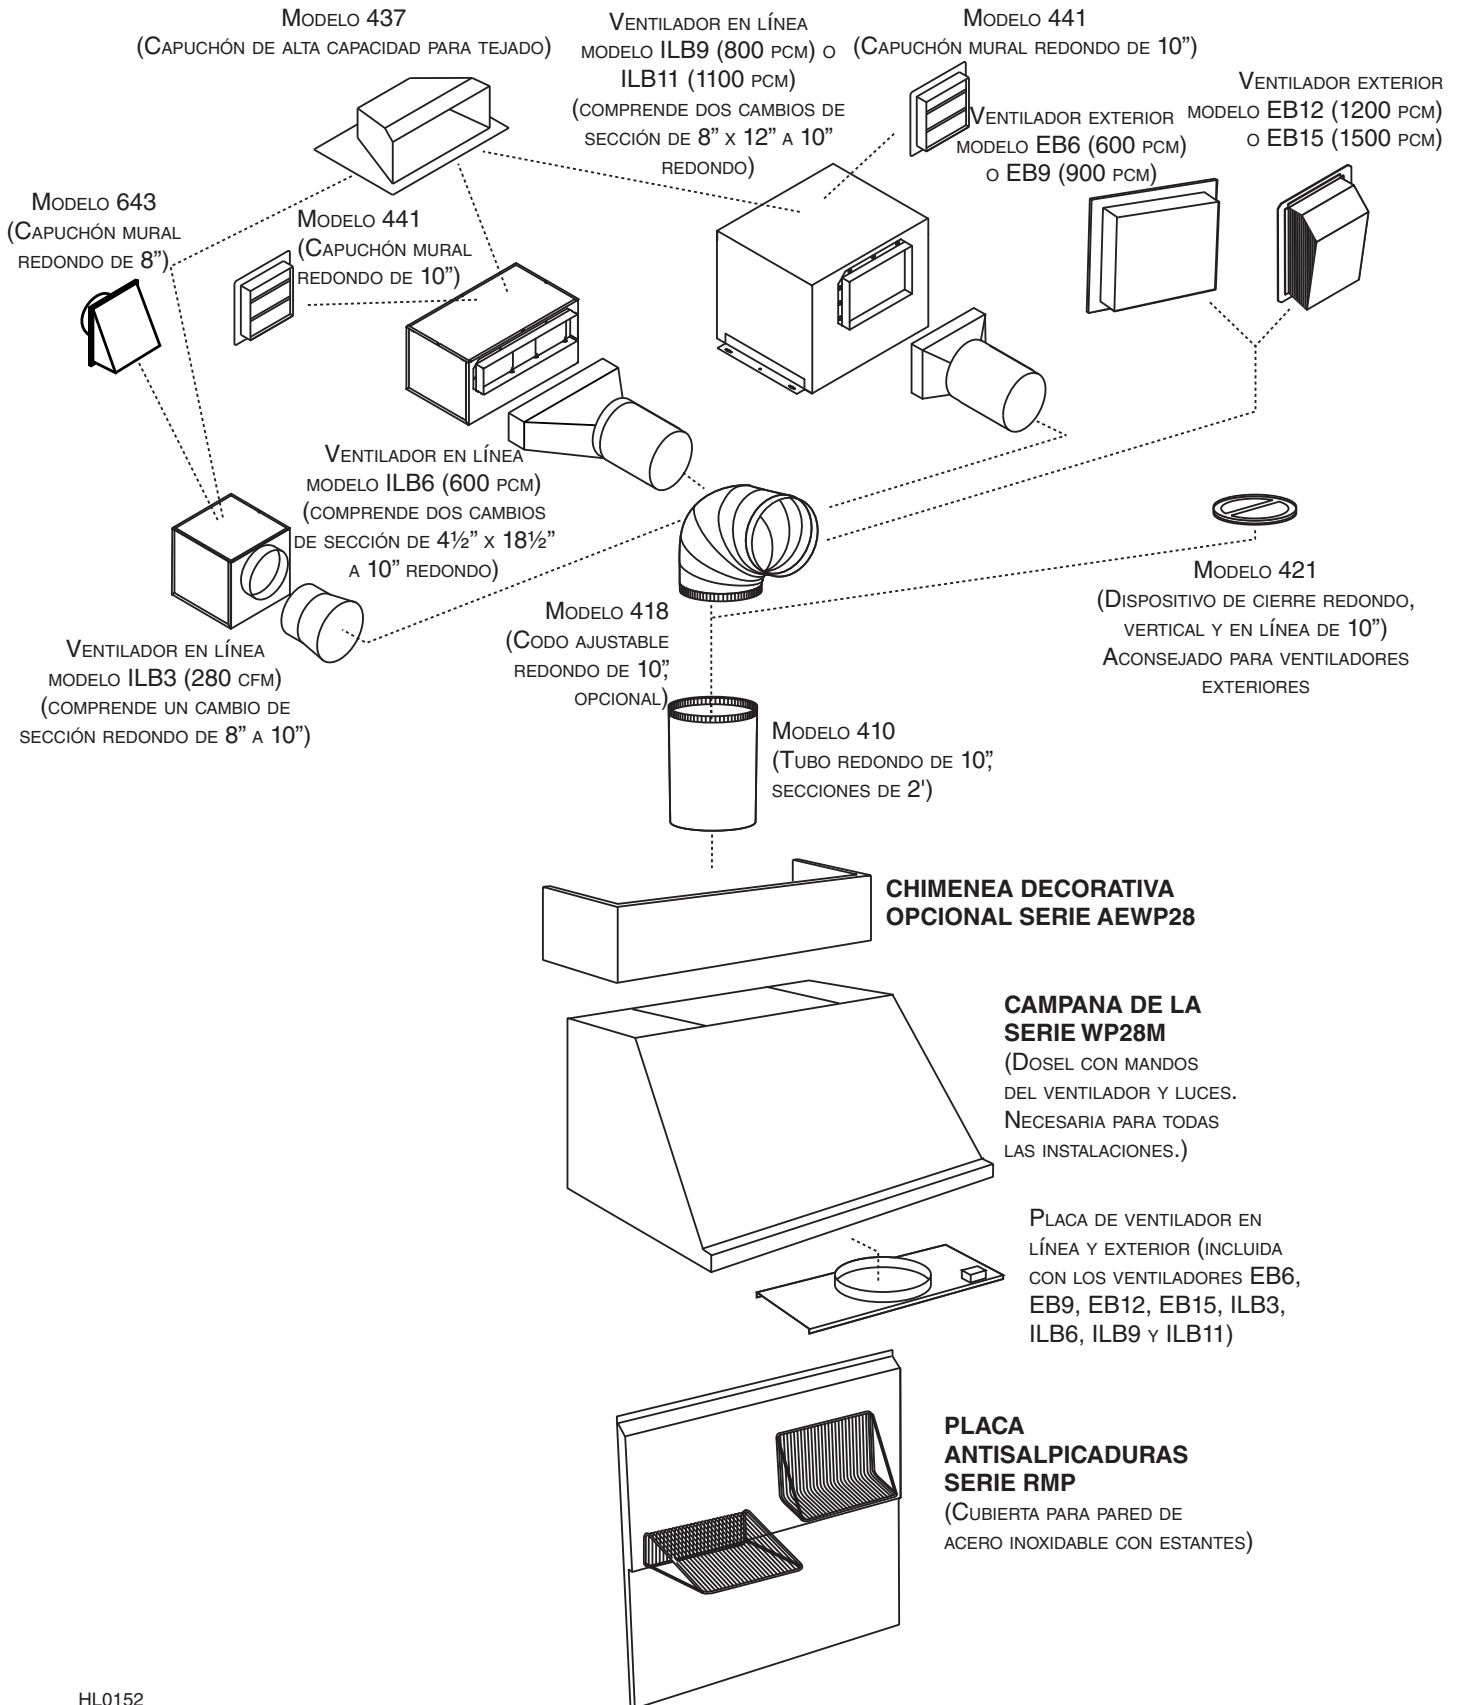 Modelo 437
(Capuchón de alta capacidad para tejado)
Ventilador en línea
modelo ILB9 (800 pcm) o
ILB11 (1100 pcm)
(comprende dos cambios de
sección de 8” x 12” a 10”
redondo)
Modelo 441
(Capuchón mural redondo de 10”)
Ventilador exterior
modelo EB6 (600 pcm)
o EB9 (900 pcm)
Ventilador exterior
modelo EB12 (1200 pcm)
o EB15 (1500 pcm)
Modelo 643
(Capuchón mural
redondo de 8”)
Modelo 441
(Capuchón mural
redondo de 10”)
Ventilador en línea
modelo ILB6 (600 pcm)
(comprende dos cambios
de sección de 4½” x 18½”
a 10” redondo)
Ventilador en línea
modelo ILB3 (280 cfm)
(comprende un cambio de
sección redondo de 8” a 10”)
Modelo 418
(Codo ajustable
redondo de 10”,
opcional)
Modelo 421
(Dispositivo de cierre redondo,
vertical y en línea de 10”)
Aconsejado para ventiladores
exteriores
Modelo 410
(Tubo redondo de 10”,
secciones de 2')
CHIMENEA DECORATIVA
OPCIONAL SERIE AEWP28
CAMPANA DE LA
SERIE WP28M
(Dosel con mandos
del ventilador y luces.
Necesaria para todas
las instalaciones.)
Placa de ventilador en
línea y exterior (incluida
con los ventiladores EB6,
EB9, EB12, EB15, ILB3,
ILB6, ILB9 y ILB11)
PLACA
ANTISALPICADURAS
SERIE RMP
(Cubierta para pared de
acero inoxidable con estantes)
HL0152